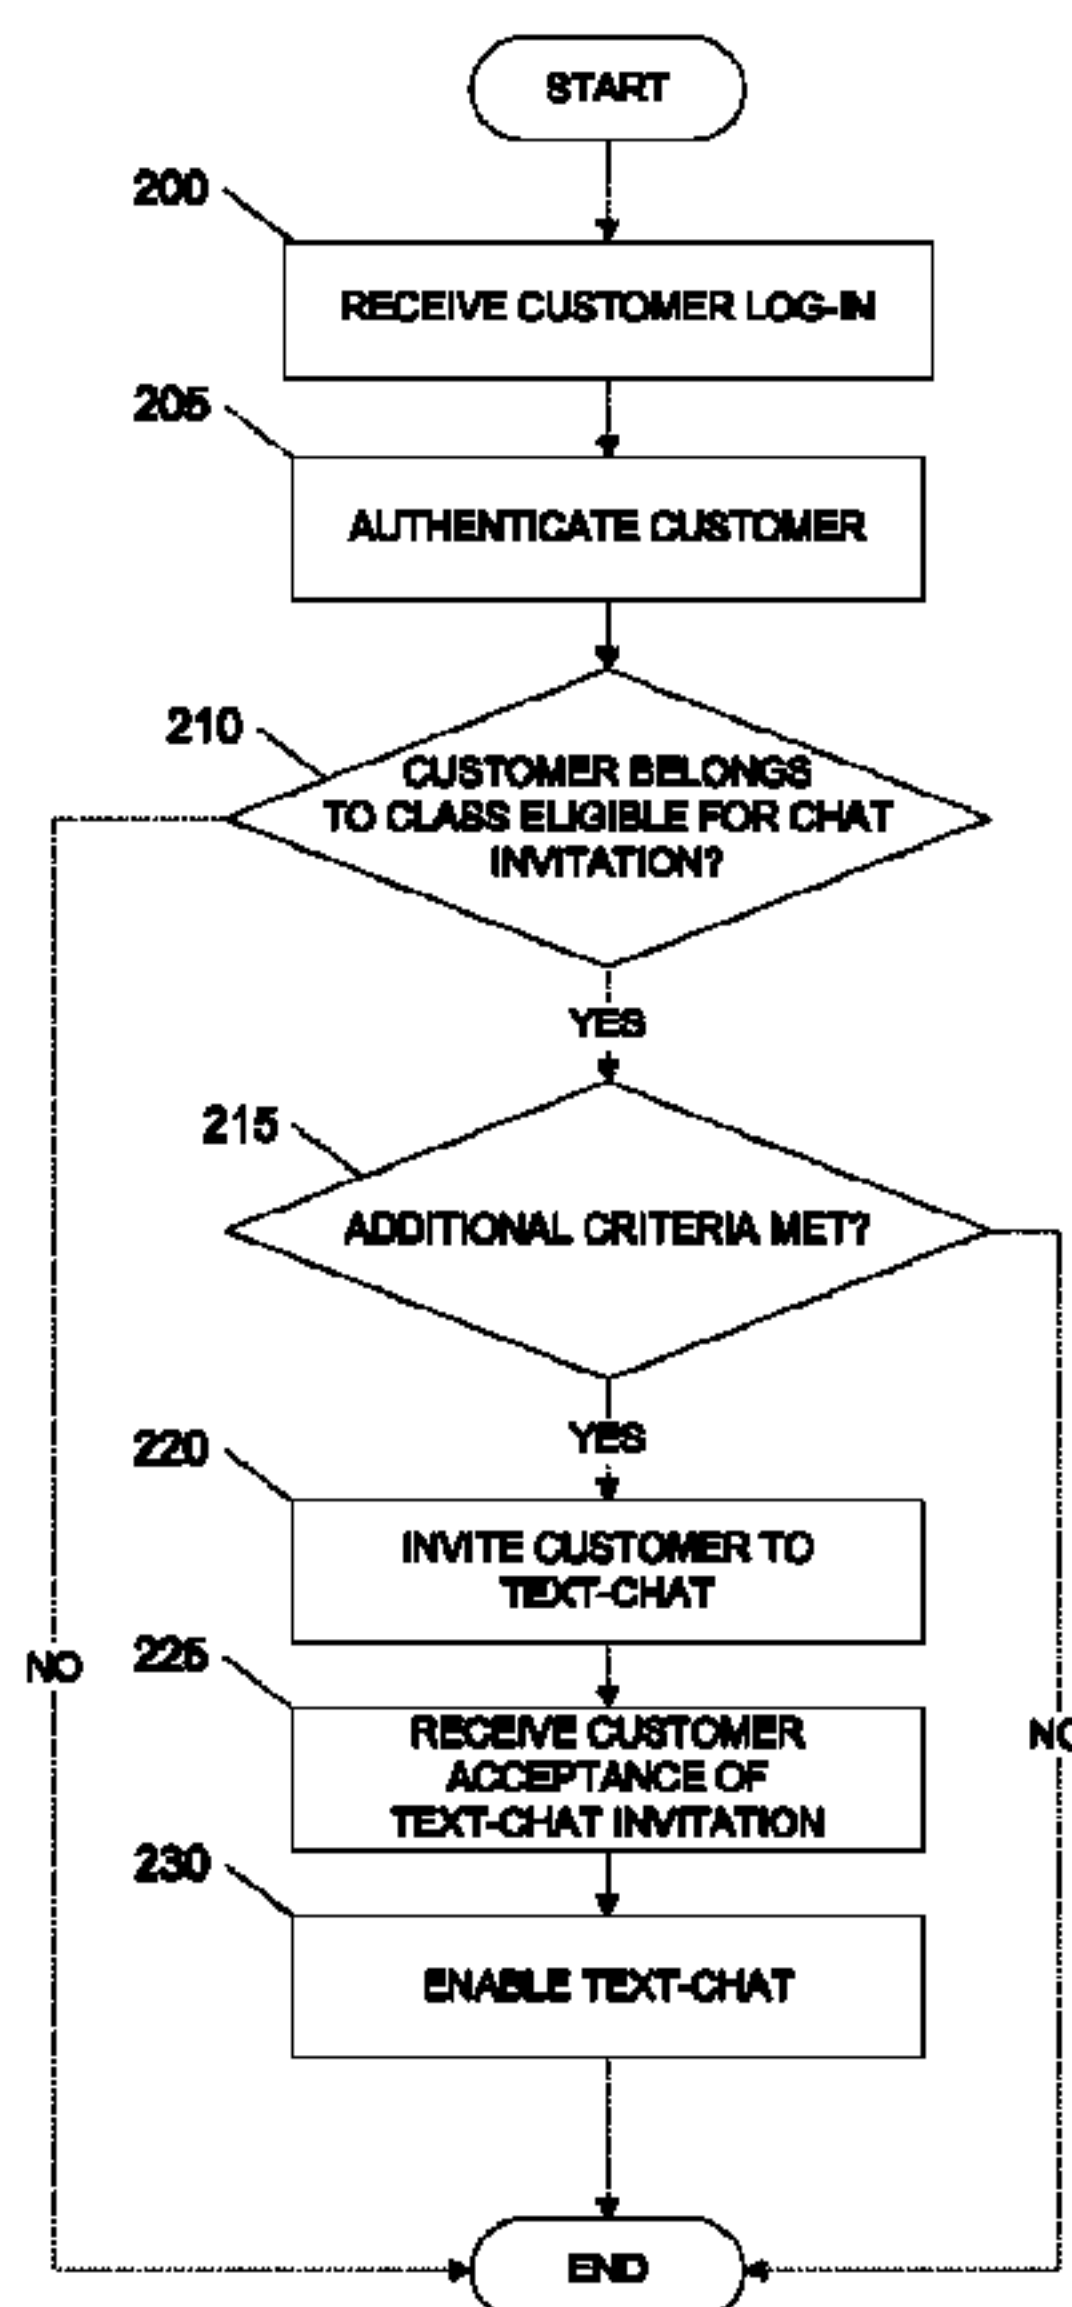 START
200
RECEIVE CUSTOMER LOG-IN
205
AUTHENTICATE CUSTOMER
210
CUSTOMER BELONGS
TO CLASS ELIGIBLE FOR CHAT
INVITATION?
YES
215
ADDITIONAL CRITERIA MET?
YES
220
INVITE CUSTOMER TO
TEXT-CHAT
NO
225
RECEIVE CUSTOMER
ACCEPTANCE OF
TEXT-CHAT INVITATION
NO
230
ENABLE TEXT-CHAT
END